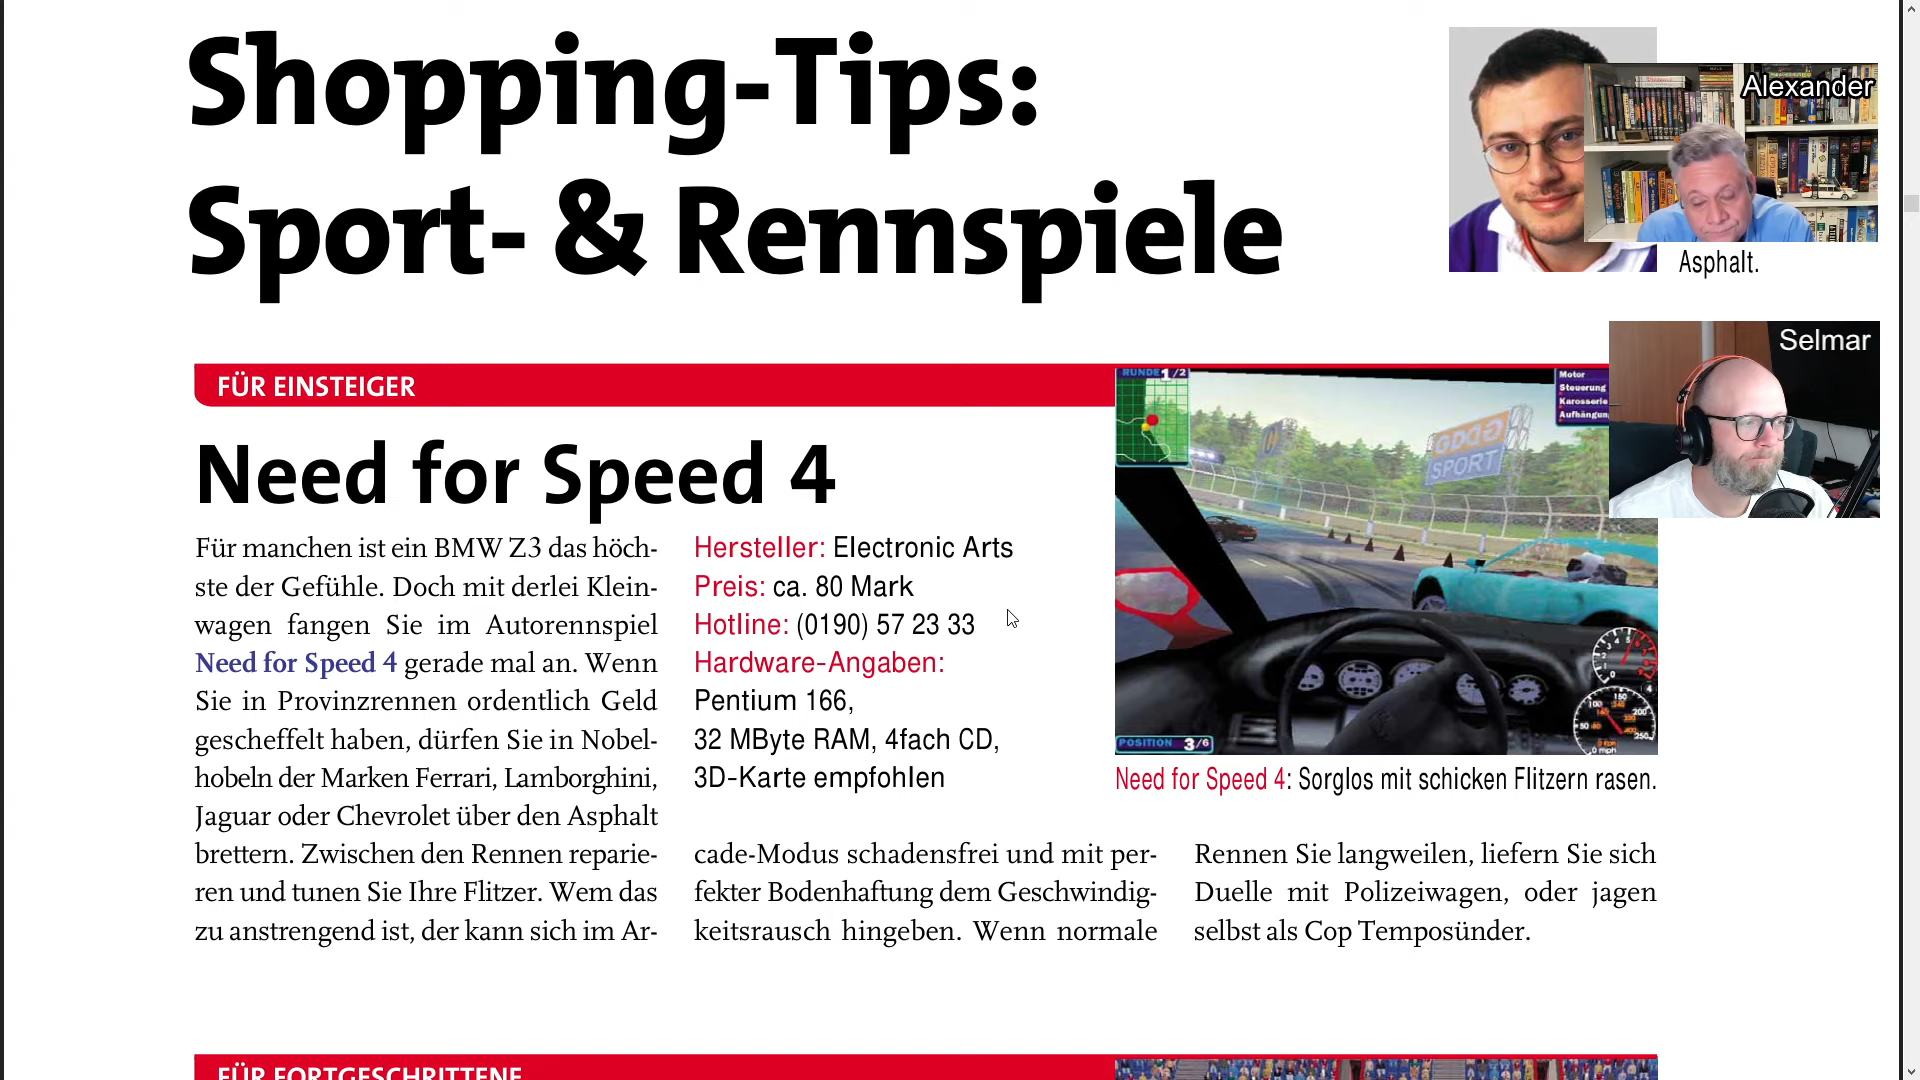 Shopping-Tips:
Sport- & Rennspiele
Alexander
Asphalt.
Selmar
FÜR EINSTEIGER
Need for Speed 4
Für manchen ist ein BMW Z3 das höch-
ste der Gefühle. Doch mit derlei Klein-
wagen fangen Sie im Autorennspiel
Need for Speed 4 gerade mal an. Wenn
Sie in Provinzrennen ordentlich Geld
gescheffelt haben, dürfen Sie in Nobel-
hobeln der Marken Ferrari, Lamborghini,
Jaguar oder Chevrolet über den Asphalt
brettern. Zwischen den Rennen reparie-
ren und tunen Sie Ihre Flitzer. Wem das
zu anstrengend ist, der kann sich im Ar-
Hersteller: Electronic Arts
Preis: ca. 80 Mark
Hotline: (0190) 57 23 33
Hardware-Angaben:
Pentium 166,
32 MByte RAM, 4fach CD,
3D-Karte empfohlen
cade-Modus schadensfrei und mit per-
fekter Bodenhaftung dem Geschwindig-
keitsrausch hingeben. Wenn normale
RUNDE 1/2
Motor
Steuerung
Karosserie
Aufhängun
SPORT
POSITION 3/6
Need for Speed 4: Sorglos mit schicken Flitzern rasen.
Rennen Sie langweilen, liefern Sie sich
Duelle mit Polizeiwagen, oder jagen
selbst als Cop Temposünder.
FÜR FORTGESCHRITTENE